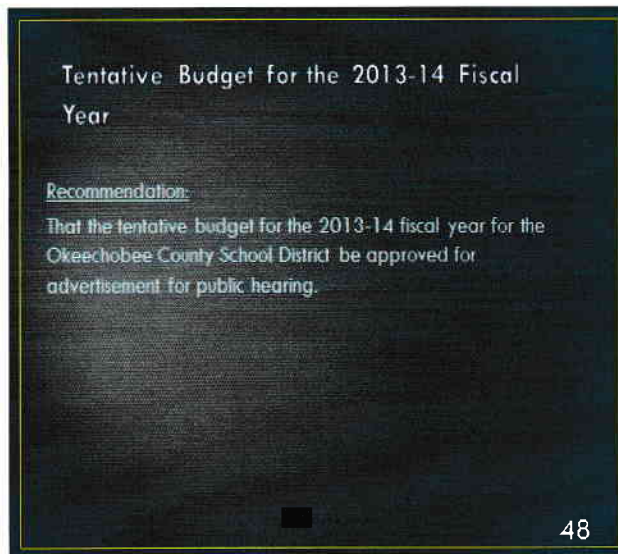 Tentative Budget for the 2013-14 Fiscal
Year
Recommendation:
That the tentative budget for the 2013-14 fiscal year for the
Okeechobee County School District be approved for
advertisement for public hearing.
48